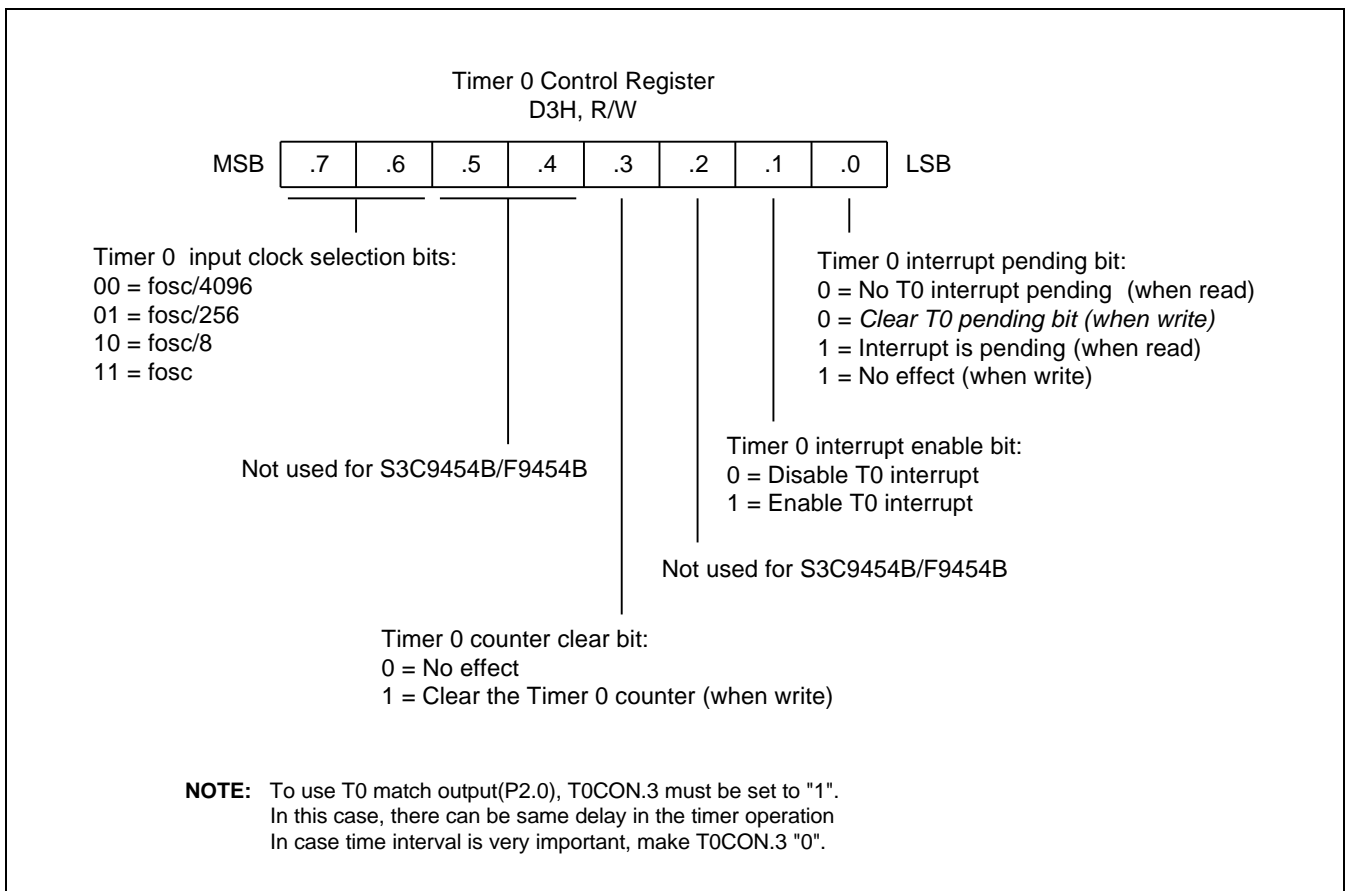 Timer 0 Control Register
D3H, R/W
MSB .7 .6 .5 .4 .3 .2 .1 .0 LSB
Timer 0 input clock selection bits:
00 = fosc/4096
01 = fosc/256
10 = fosc/8
11 = fosc
Timer 0 interrupt pending bit:
0 = No T0 interrupt pending (when read)
0 = Clear T0 pending bit (when write)
1 = Interrupt is pending (when read)
1 = No effect (when write)
Not used for S3C9454B/F9454B
Timer 0 interrupt enable bit:
0 = Disable T0 interrupt
1 = Enable T0 interrupt
Not used for S3C9454B/F9454B
Timer 0 counter clear bit:
0 = No effect
1 = Clear the Timer 0 counter (when write)
NOTE: To use T0 match output(P2.0), T0CON.3 must be set to "1".
In this case, there can be same delay in the timer operation
In case time interval is very important, make T0CON.3 "0".